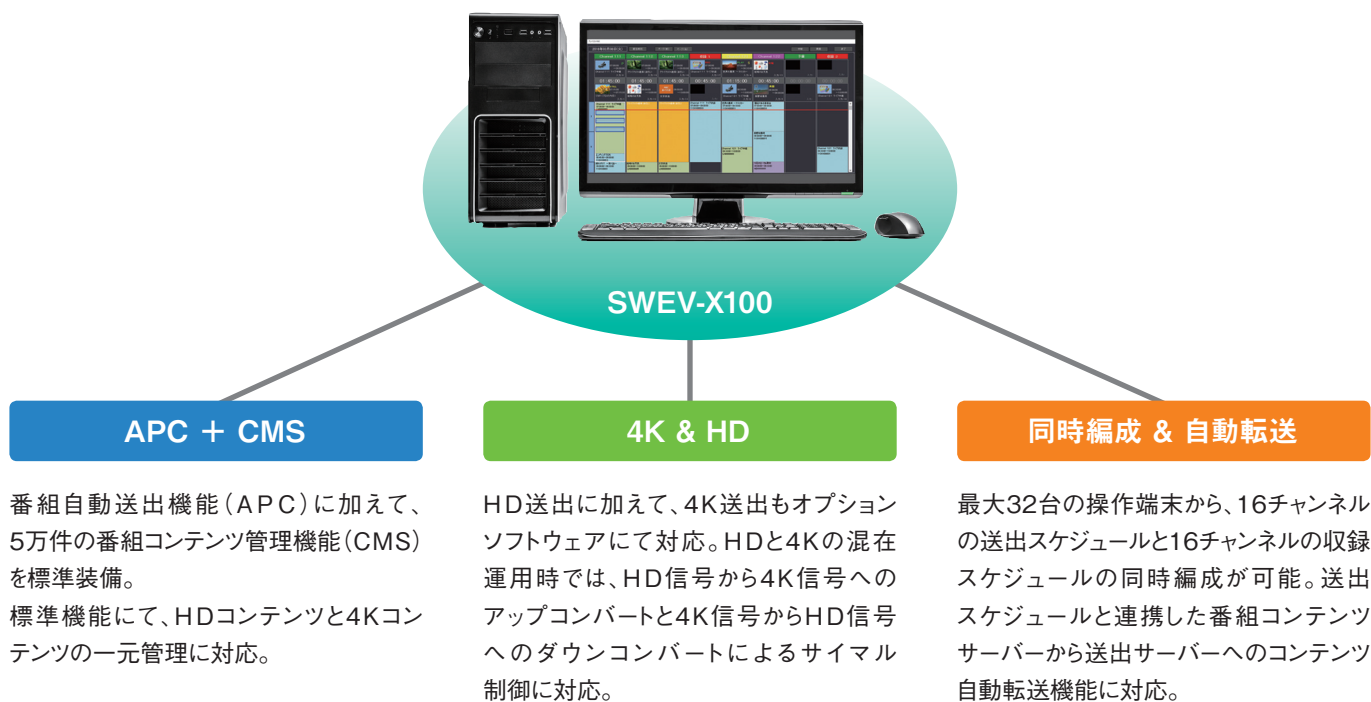 SWEV-X100
APC ＋ CMS
番組自動送出機能（APC）に加えて、
5万件の番組コンテンツ管理機能（CMS）
を標準装備。
標準機能にて、HDコンテンツと4Kコン
テンツの一元管理に対応。
4K & HD
HD送出に加えて、4K送出もオプション
ソフトウェアにて対応。HDと4Kの混在
運用時では、HD信号から4K信号への
アップコンバートと4K信号からHD信号
へのダウンコンバートによるサイマル
制御に対応。
同時編成 & 自動転送
最大32台の操作端末から、16チャンネル
の送出スケジュールと16チャンネルの収録
スケジュールの同時編成が可能。送出
スケジュールと連携した番組コンテンツ
サーバーから送出サーバーへのコンテンツ
自動転送機能に対応。